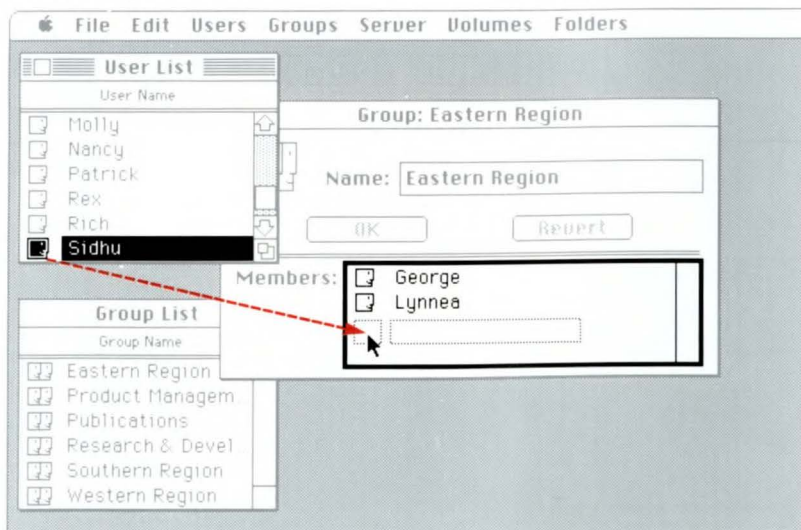 File Edit Users Groups Server Volumes Folders
User List
User Name
Molly
Nancy
Patrick
Rex
Rich
Sidhu
Group: Eastern Region
Name: Eastern Region
OK Revert
Members:
George
Lynnea
Group List
Group Name
Eastern Region
Product Managem
Publications
Research & Devel
Southern Region
Western Region